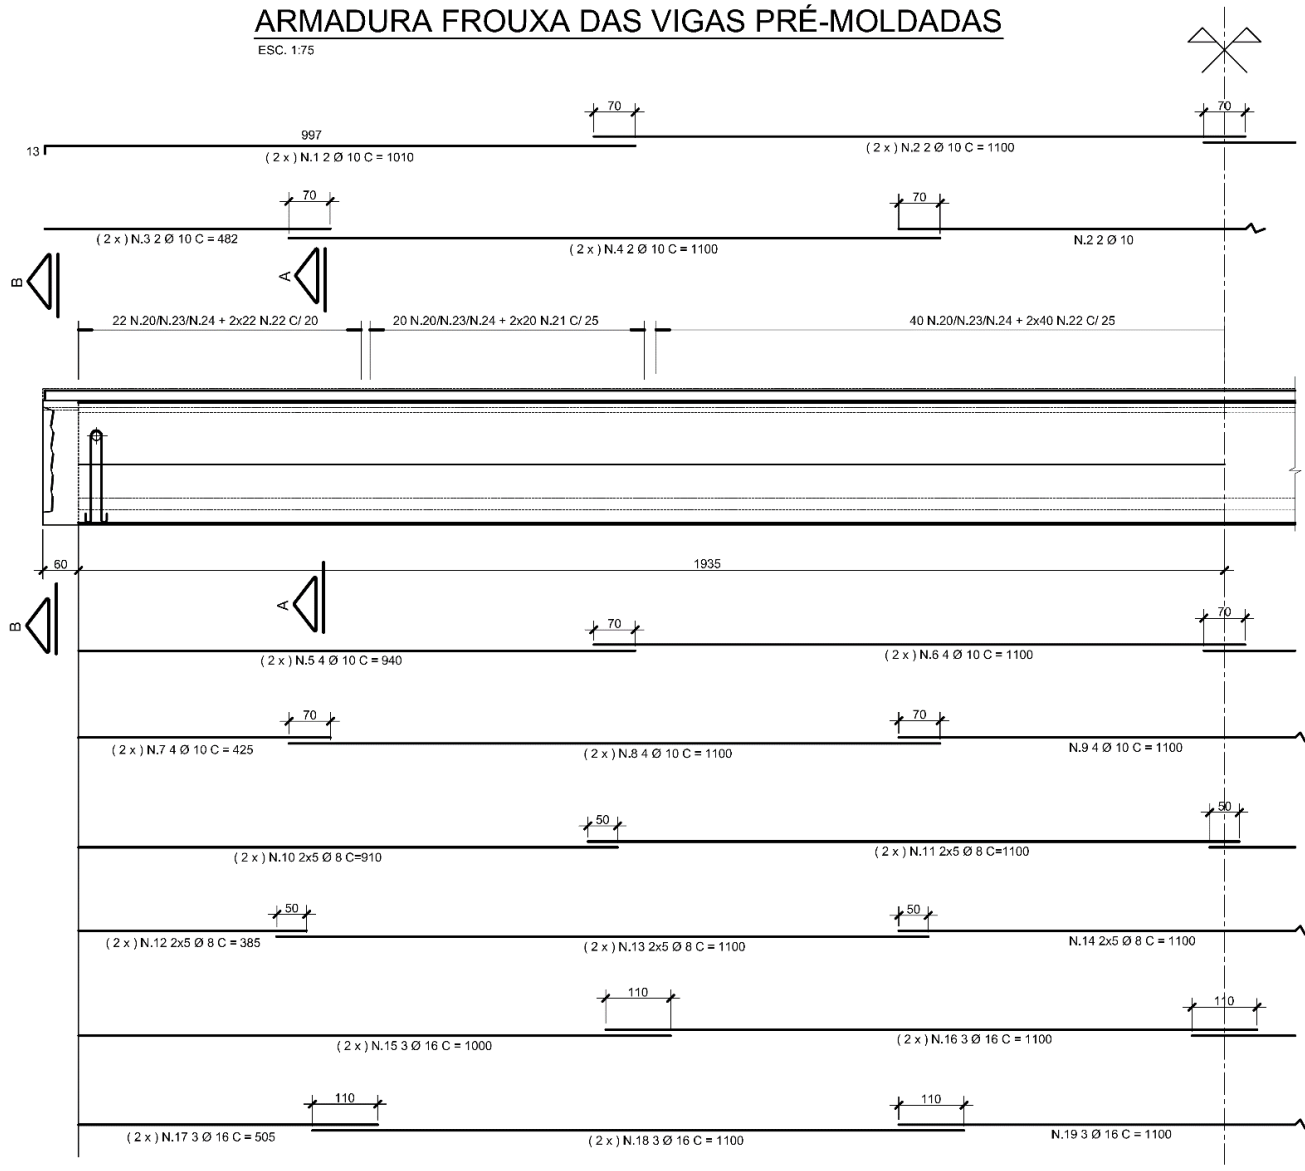 ARMADURA FROUXA DAS VIGAS PRÉ-MOLDADAS
ESC. 1:75
70
70
997
13
( 2 x ) N.1 2 Ø 10 C = 1010
( 2 x ) N.2 2 Ø 10 C = 1100
70
70
( 2 x ) N.3 2 Ø 10 C = 482
( 2 x ) N.4 2 Ø 10 C = 1100
N.2 2 Ø 10
B
A
22 N.20/N.23/N.24 + 2x22 N.22 C/ 20
20 N.20/N.23/N.24 + 2x20 N.21 C/ 25
40 N.20/N.23/N.24 + 2x40 N.22 C/ 25
60
1935
B
A
70
70
( 2 x ) N.5 4 Ø 10 C = 940
( 2 x ) N.6 4 Ø 10 C = 1100
70
70
( 2 x ) N.7 4 Ø 10 C = 425
( 2 x ) N.8 4 Ø 10 C = 1100
N.9 4 Ø 10 C = 1100
50
50
( 2 x ) N.10 2x5 Ø 8 C=910
( 2 x ) N.11 2x5 Ø 8 C=1100
50
50
( 2 x ) N.12 2x5 Ø 8 C = 385
( 2 x ) N.13 2x5 Ø 8 C = 1100
N.14 2x5 Ø 8 C = 1100
110
110
( 2 x ) N.15 3 Ø 16 C = 1000
( 2 x ) N.16 3 Ø 16 C = 1100
110
110
( 2 x ) N.17 3 Ø 16 C = 505
( 2 x ) N.18 3 Ø 16 C = 1100
N.19 3 Ø 16 C = 1100